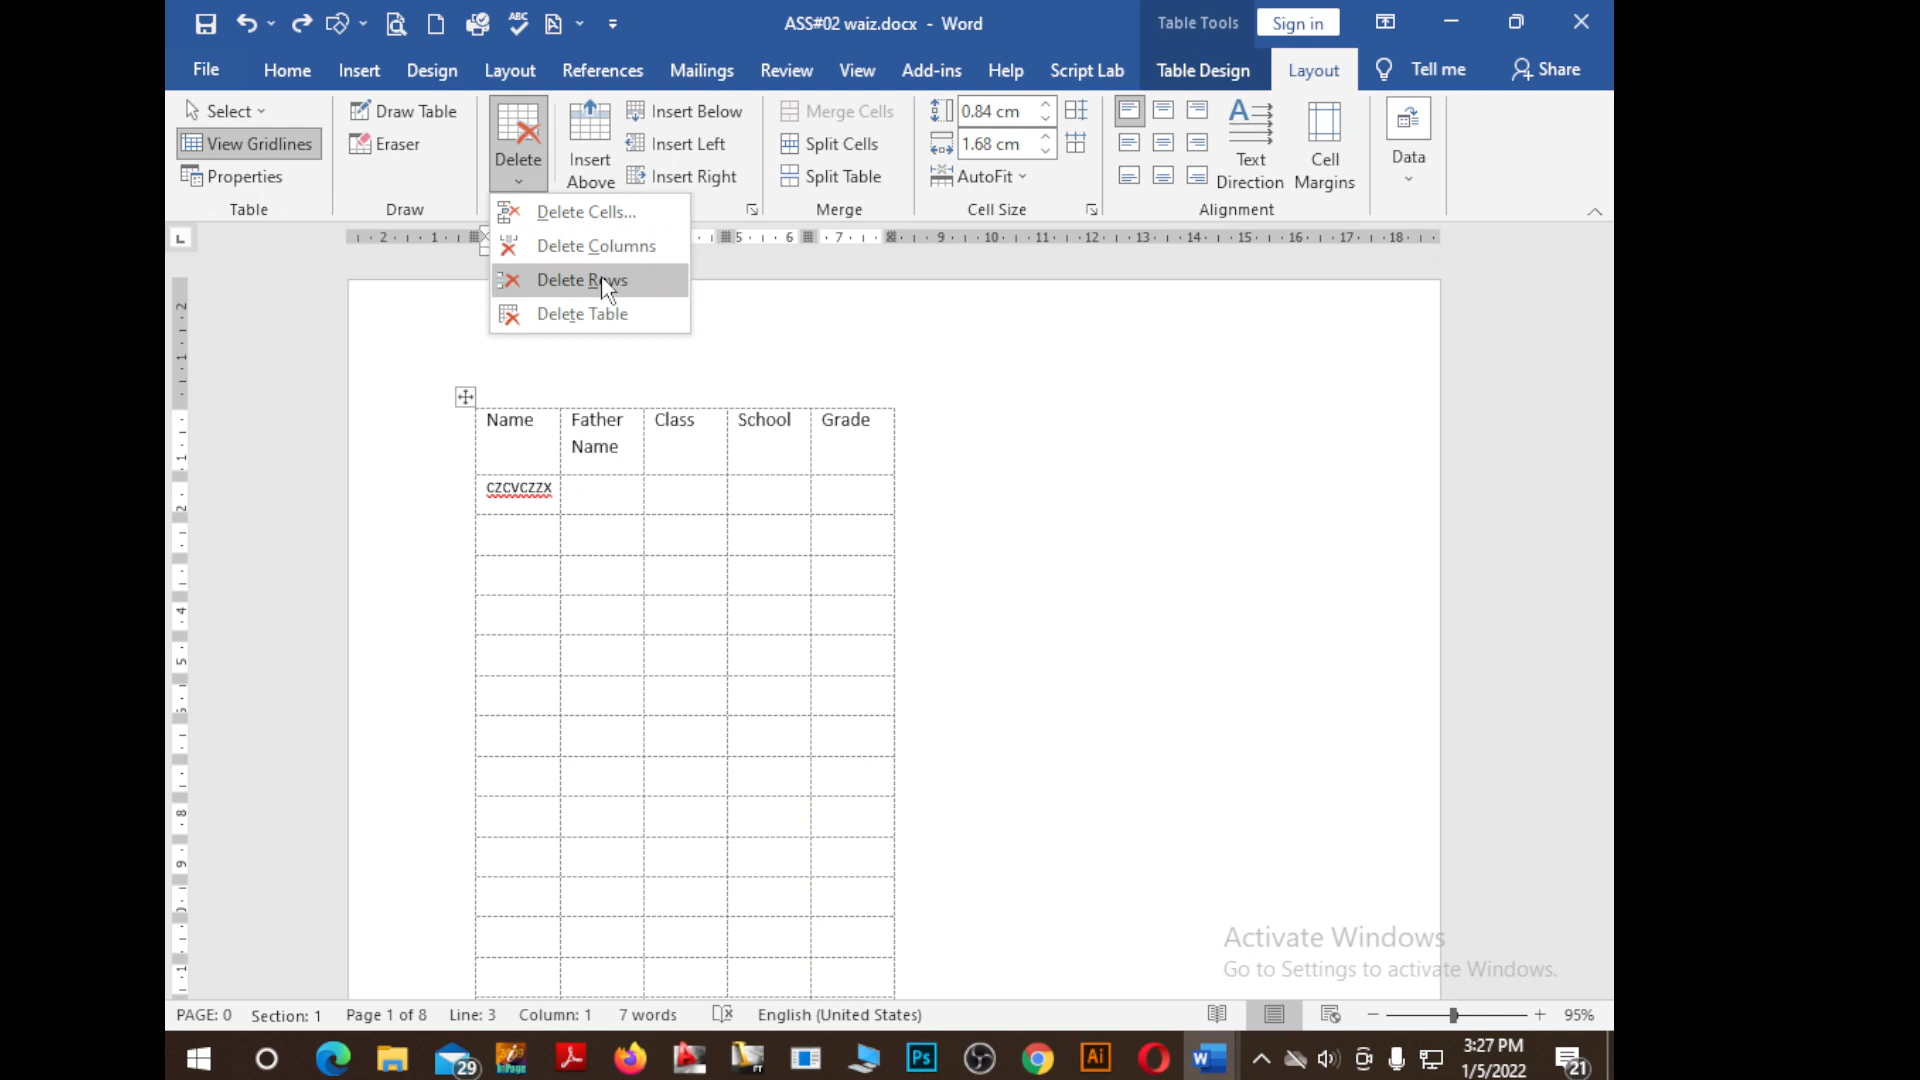 ASS#02 waiz.docx - Word
Table Tools
Sign in
File
Home
Insert
Design
Layout
References
Mailings
Review
View
Add-ins
Help
Script Lab
Table Design
Layout
Tell me
Share
Select
View Gridlines
Properties
Table
Draw Table
Eraser
Draw
Delete
Insert
Above
Insert Below
Insert Left
Insert Right
Merge Cells
Split Cells
Split Table
Merge
0.84 cm
1.68 cm
AutoFit
Cell Size
Text
Direction
Cell
Margins
Alignment
Data
Delete Cells...
Delete Columns
Delete Rows
Delete Table
Name Father Class School Grade
Name
czcvczzx
Activate Windows
Go to Settings to activate Windows.
PAGE: 0 Section: 1 Page 1 of 8 Line: 3 Column: 1 7 words English (United States) 95%
29
Ps
Ai
3:27 PM
1/5/2022
21